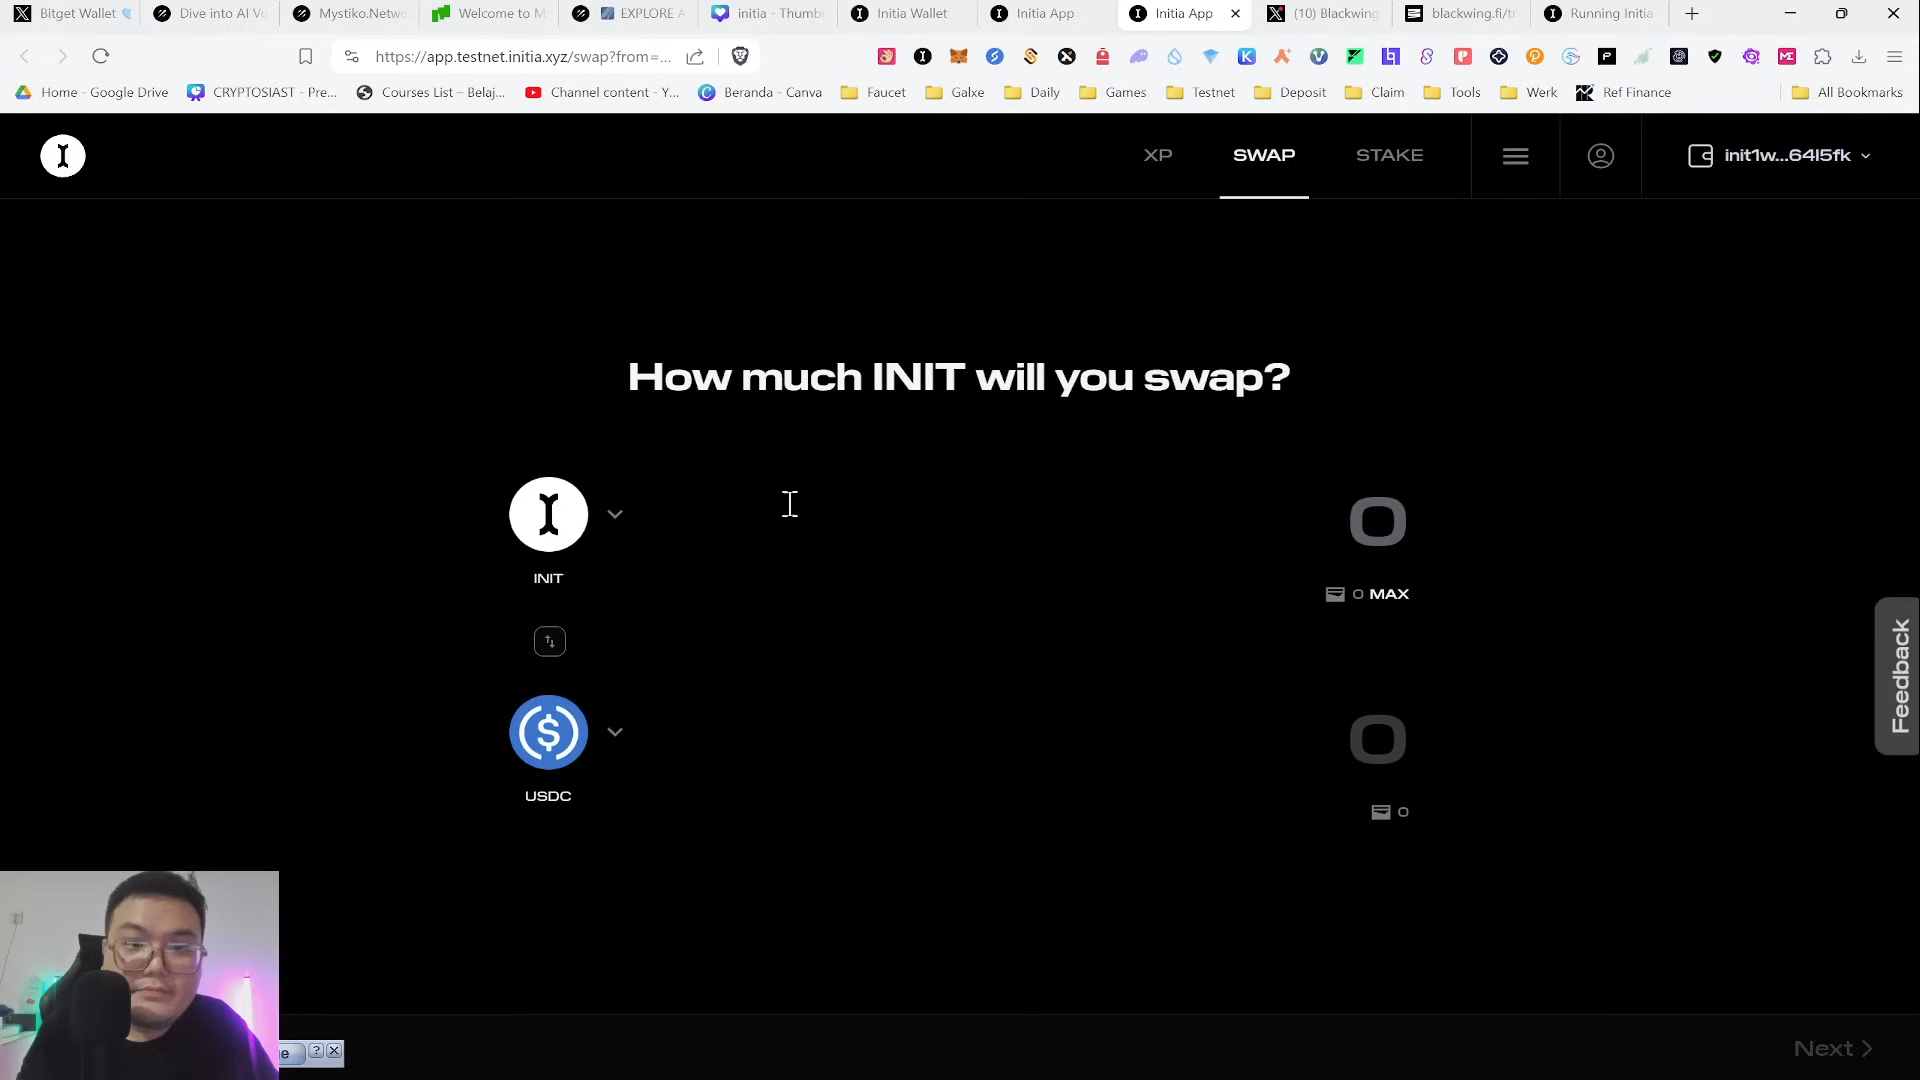 Bitget Wallet
Dive into AI Vo
Mystiko.Netwo
Welcome to M
EXPLORE A
initia - Thumb
Initia Wallet
Initia App
Initia App
(10) Blackwing
blackwing.fi/tr
Running Initia
https://app.testnet.initia.xyz/swap?from=...
Home - Google Drive
CRYPTOSIAST - Pre...
Courses List – Belaj...
Channel content - Y...
Beranda - Canva
Faucet
Galxe
Daily
Games
Testnet
Deposit
Claim
Tools
Werk
Ref Finance
All Bookmarks
XP
SWAP
STAKE
init1w...64l5fk
How much INIT will you swap?
INIT
0
0 MAX
USDC
0
0
Feedback
Next